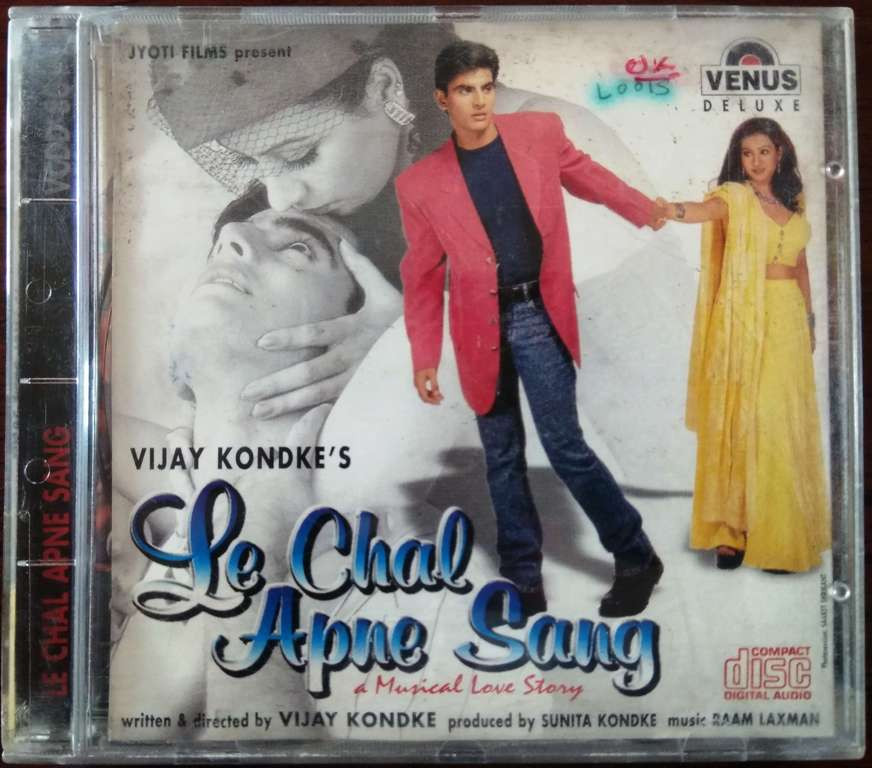 JYOTI FILMS present
OK
L0015
VENUS
DELUXE
VIJAY KONDKE'S
Le Chal
Apne Sang
a Musical Love Story
COMPACT
disc
DIGITAL AUDIO
written & directed by VIJAY KONDKE produced by SUNITA KONDKE music RAAM LAXMAN
LE CHAL APNE SANG